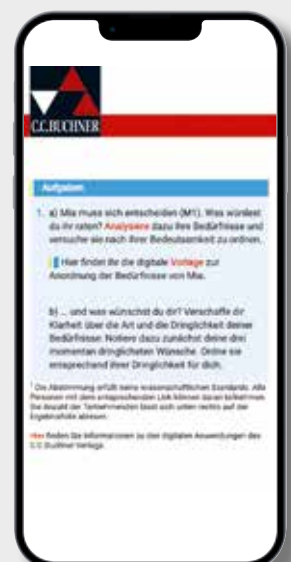 C.C.BUCHNER
Aufgaben
1. a) Mia muss sich entscheiden (M1). Was würdest
du ihr raten? Analysiere dazu ihre Bedürfnisse und
versuche sie nach ihrer Bedeutsamkeit zu ordnen.
Hier findet ihr die digitale Vorlage zur
Anordnung der Bedürfnisse von Mia.
b) ... und was wünschst du dir? Verschaffe dir
Klarheit über die Art und die Dringlichkeit deiner
Bedürfnisse: Notiere dazu zunächst deine drei
momentan dringlichsten Wünsche. Ordne sie
entsprechend ihrer Dringlichkeit für dich.
¹ Die Abstimmung erfüllt keine wissenschaftlichen Standards. Alle
Personen mit dem entsprechenden Link können daran teilnehmen.
Die Anzahl der Teilnehmenden lässt sich unten rechts auf der
Ergebnisfolie ablesen.
Hier finden Sie Informationen zu den digitalen Anwendungen des
C.C.Buchner Verlags.